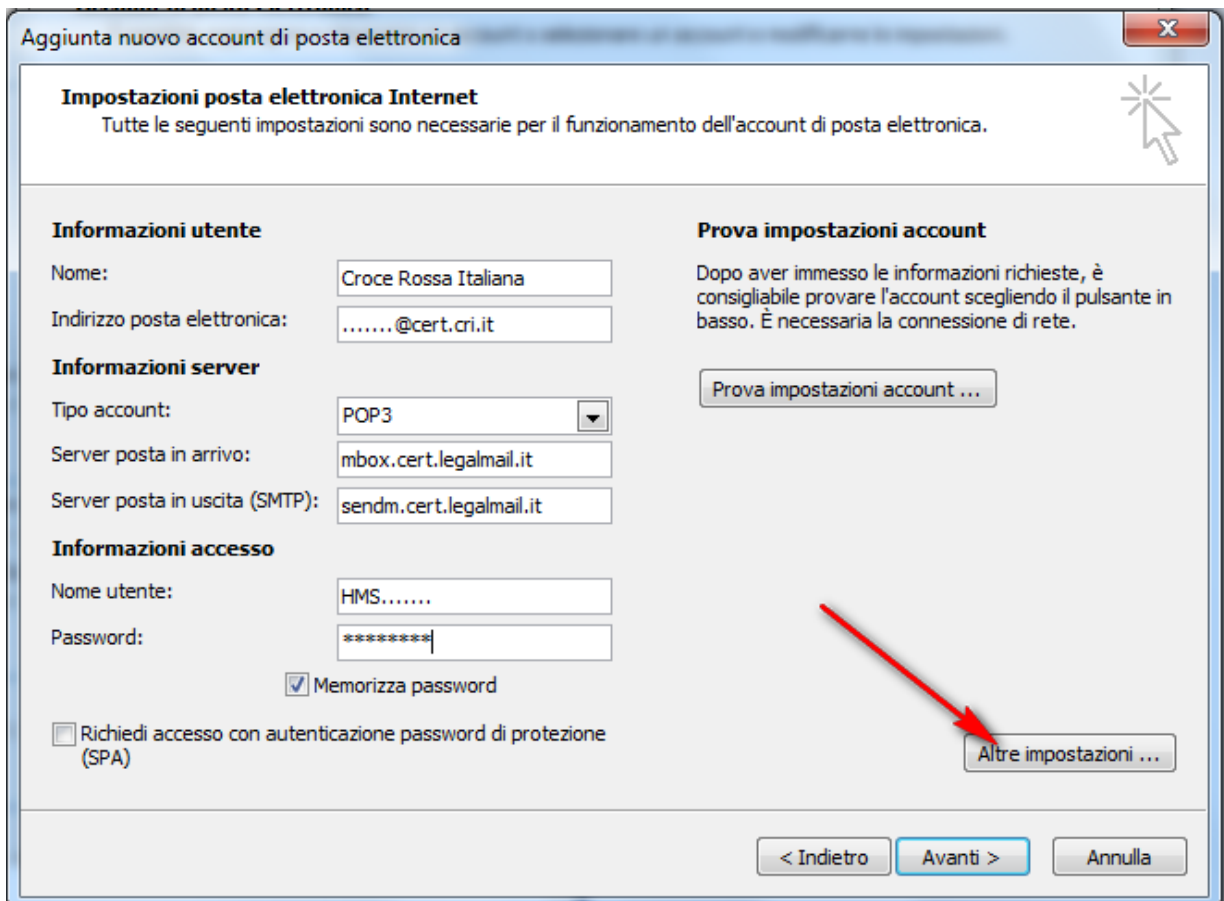 Aggiunta nuovo account di posta elettronica
Impostazioni posta elettronica Internet
Tutte le seguenti impostazioni sono necessarie per il funzionamento dell'account di posta elettronica.
Informazioni utente
Nome:
Croce Rossa Italiana
Indirizzo posta elettronica:
.......@cert.cri.it
Informazioni server
Tipo account:
POP3
Server posta in arrivo:
mbox.cert.legalmail.it
Server posta in uscita (SMTP):
sendm.cert.legalmail.it
Informazioni accesso
Nome utente:
HMS.......
Password:
********
Memorizza password
Richiedi accesso con autenticazione password di protezione
(SPA)
Prova impostazioni account
Dopo aver immesso le informazioni richieste, è
consigliabile provare l'account scegliendo il pulsante in
basso. È necessaria la connessione di rete.
Prova impostazioni account ...
Altre impostazioni ...
< Indietro
Avanti >
Annulla